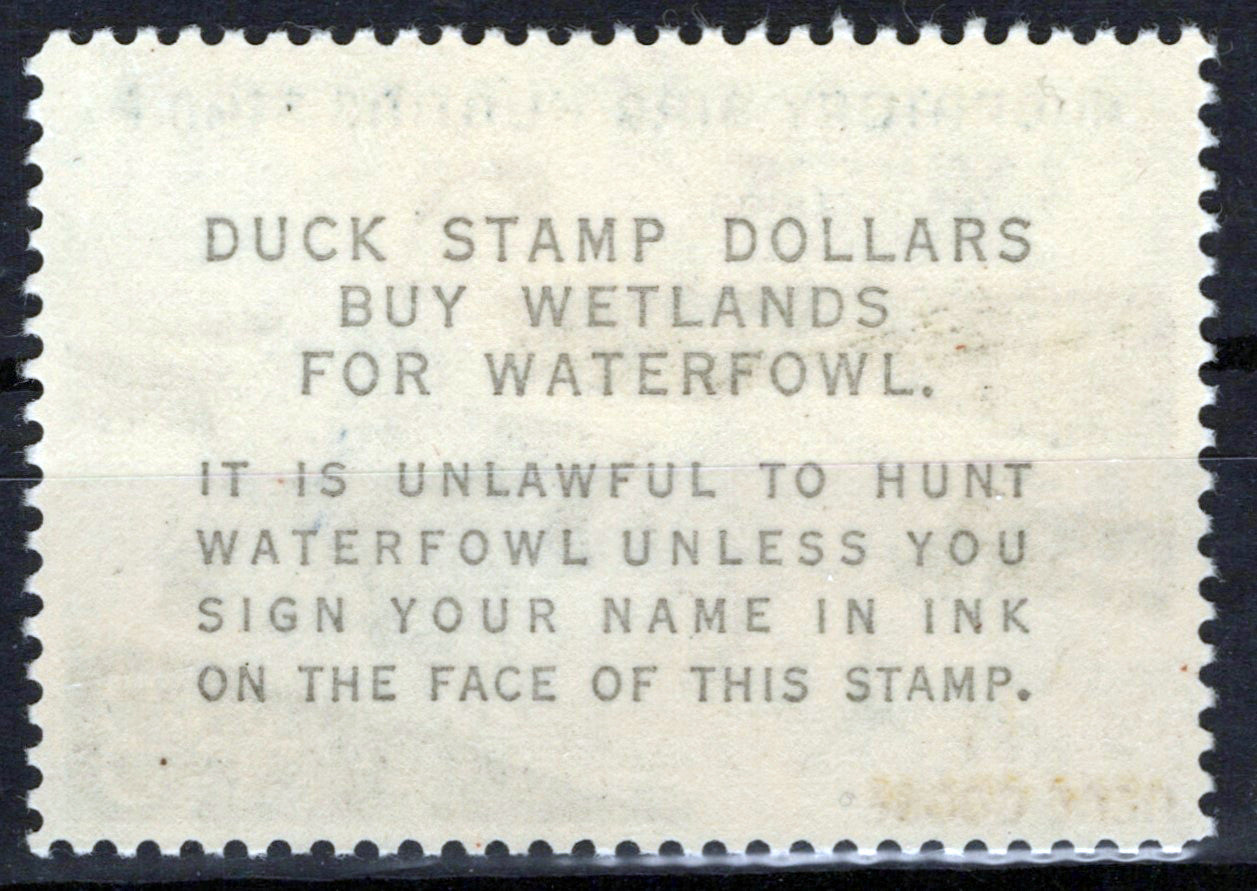 DUCK STAMP DOLLARS
BUY WETLANDS
FOR WATERFOWL.
IT IS UNLAWFUL TO HUNT
WATERFOWL UNLESS YOU
SIGN YOUR NAME IN INK
ON THE FACE OF THIS STAMP.